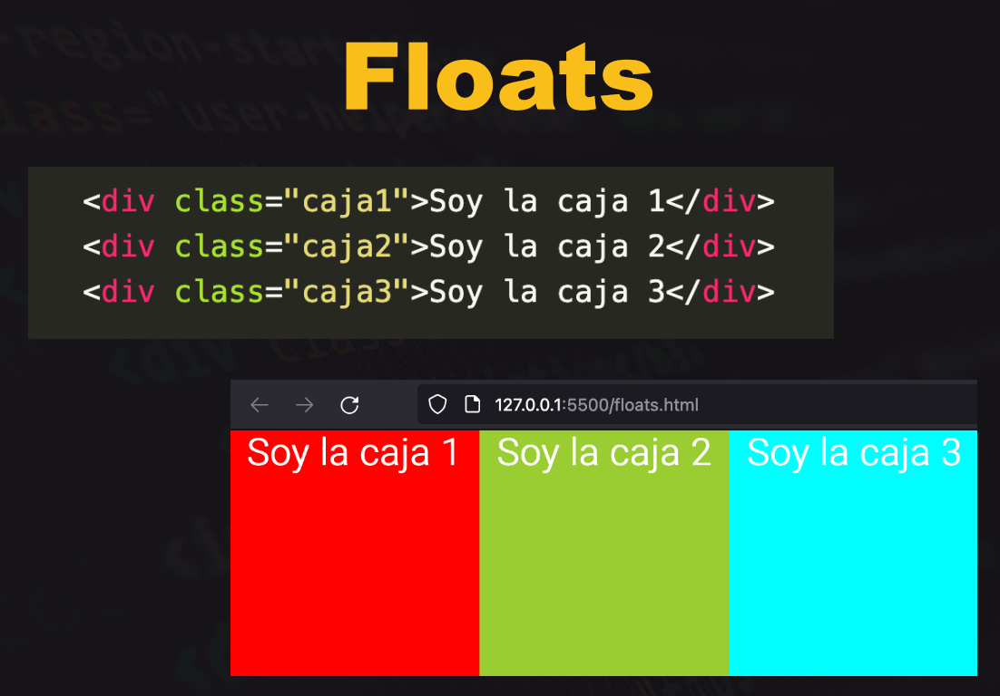 Floats
<div class="caja1">Soy la caja 1</div>
<div class="caja2">Soy la caja 2</div>
<div class="caja3">Soy la caja 3</div>
127.0.0.1:5500/floats.html
Soy la caja 1 Soy la caja 2 Soy la caja 3